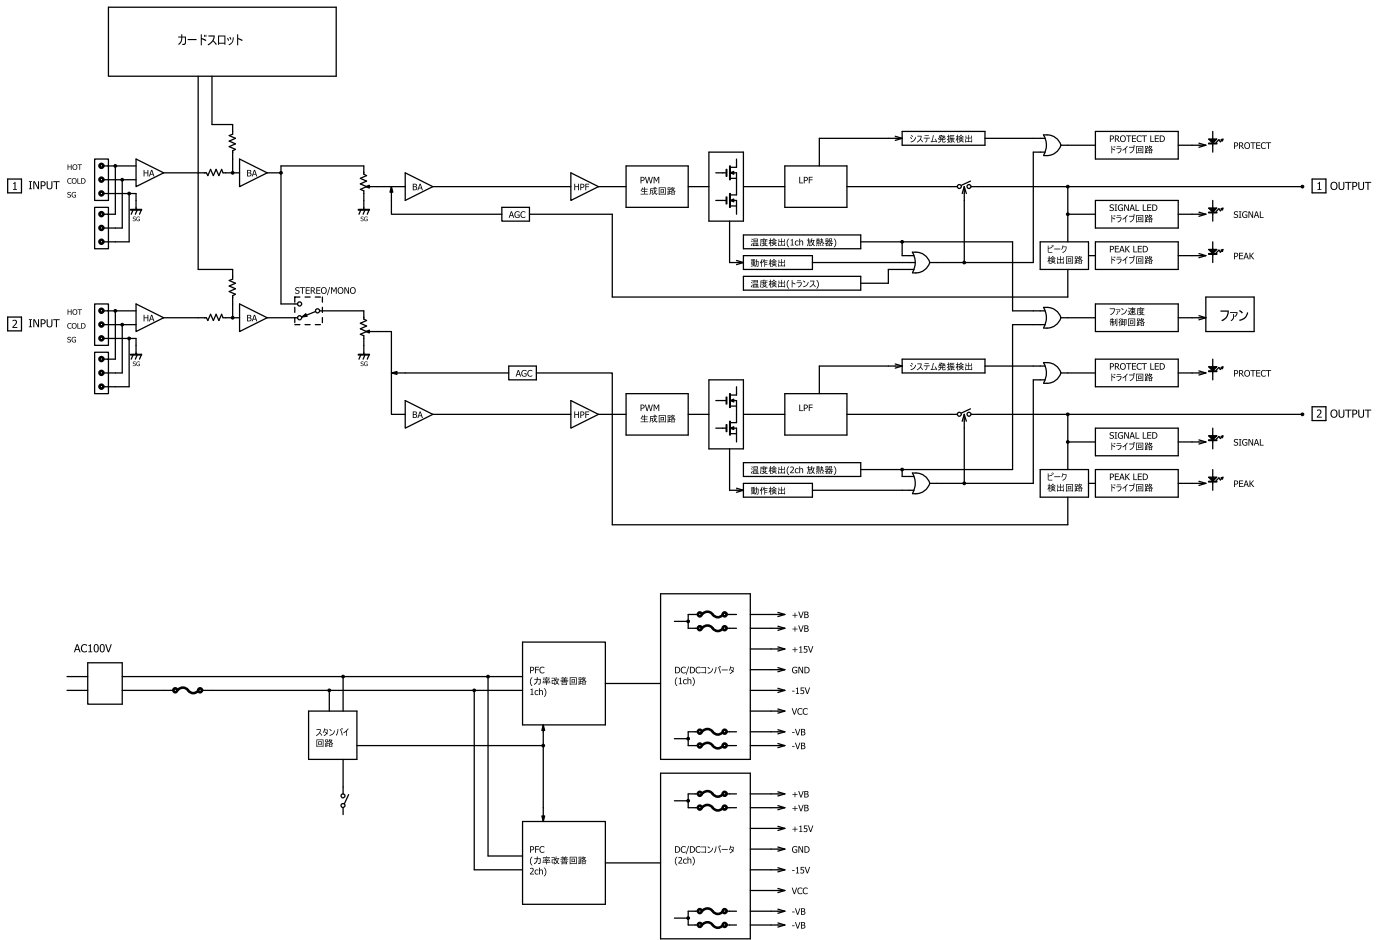 カードスロット
HOT
COLD
SG
1 INPUT
HA
BA
SG
SG
BA
HPF
AGC
PWM
生成回路
LPF
システム発振検出
PROTECT LED
ドライブ回路
PROTECT
1 OUTPUT
SIGNAL LED
ドライブ回路
SIGNAL
温度検出(1ch 放熱器)
動作検出
温度検出(トランス)
ピーク
検出回路
PEAK LED
ドライブ回路
PEAK
STEREO/MONO
HOT
COLD
SG
2 INPUT
HA
BA
SG
SG
ファン速度
制御回路
ファン
AGC
BA
HPF
PWM
生成回路
LPF
システム発振検出
PROTECT LED
ドライブ回路
PROTECT
2 OUTPUT
SIGNAL LED
ドライブ回路
SIGNAL
温度検出(2ch 放熱器)
動作検出
ピーク
検出回路
PEAK LED
ドライブ回路
PEAK
AC100V
スタンバイ
回路
PFC
(力率改善回路
1ch)
DC/DCコンバータ
(1ch)
+VB
+VB
+15V
GND
-15V
VCC
-VB
-VB
PFC
(力率改善回路
2ch)
DC/DCコンバータ
(2ch)
+VB
+VB
+15V
GND
-15V
VCC
-VB
-VB